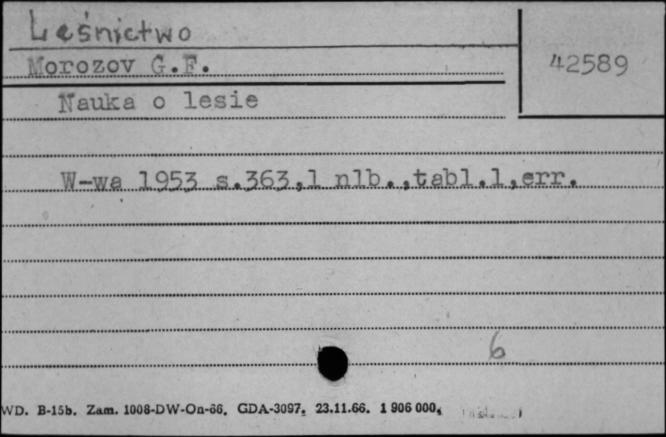 Leśnictwo
Morozov G.F.
42589
Nauka o lesie
W-wa 1953 s.363,1 nlb.,tabl.1,err.
6
WD. B-15b. Zam. 1008-DW-On-66. GDA-3097. 23.11.66. 1 906 000.